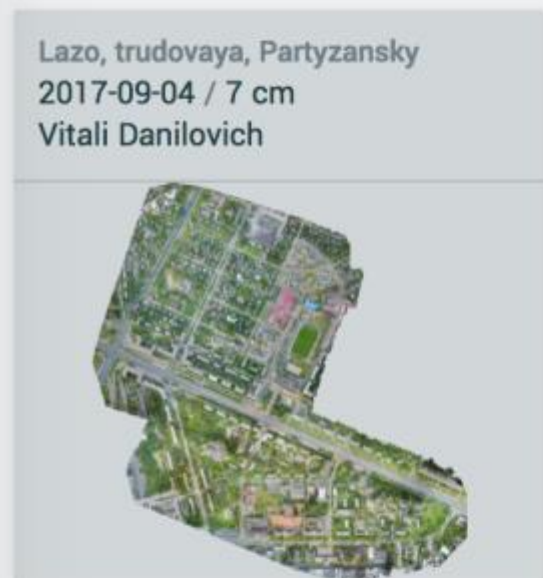 Lazo, trudovaya, Partyzansky
2017-09-04 / 7 cm
Vitali Danilovich